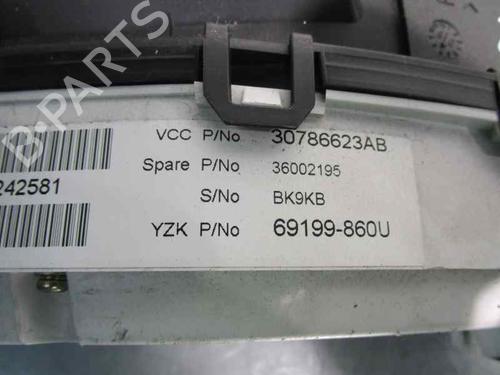 VCC P/No 30786623AB
Spare P/No 36002195
242581
S/No BK9KB
YZK P/No 69199-860U
B-Parts